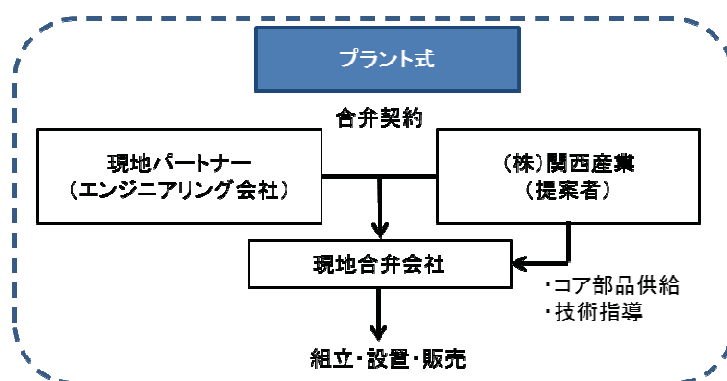 プラント式
合弁契約
現地パートナー
（エンジニアリング会社）
（株）関西産業
（提案者）
現地合弁会社
・コア部品供給
・技術指導
組立・設置・販売